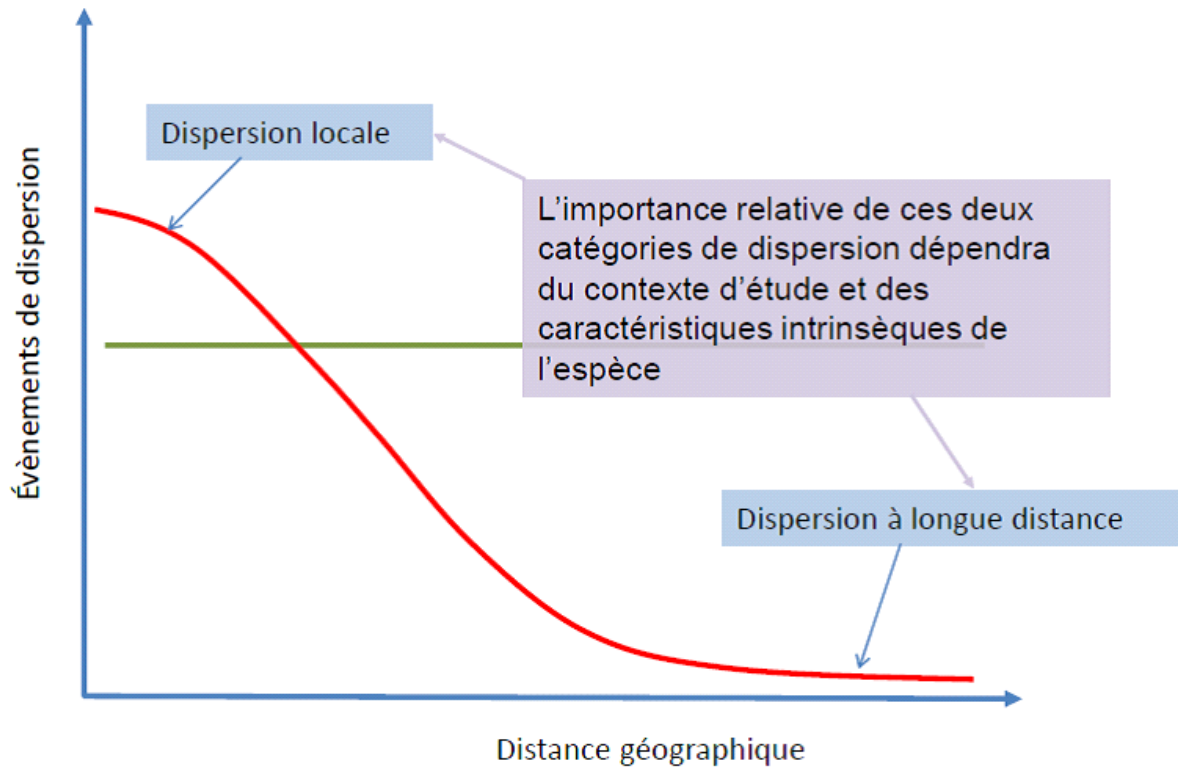 Évènements de dispersion
Dispersion locale
L’importance relative de ces deux
catégories de dispersion dépendra
du contexte d’étude et des
caractéristiques intrinsèques de
l’espèce
Dispersion à longue distance
Distance géographique